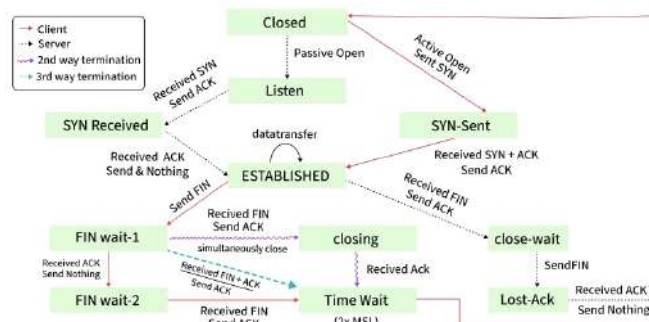 Client
Server
2nd way termination
3rd way termination
Closed
Passive Open
Active Open
Sent SYN
Received SYN
Send ACK
Listen
SYN Received
SYN-Sent
datatransfer
Received ACK
Send & Nothing
Received SYN + ACK
Send ACK
ESTABLISHED
Send FIN
Received FIN
Send ACK
Recived FIN
Send ACK
FIN wait-1
closing
close-wait
simultaneously close
Received ACK
Send Nothing
Received FIN + ACK
Send ACK
Recived Ack
SendFIN
FIN wait-2
Time Wait
Lost-Ack
Received ACK
Send Nothing
Received FIN
Send ACK
(2x MSL)